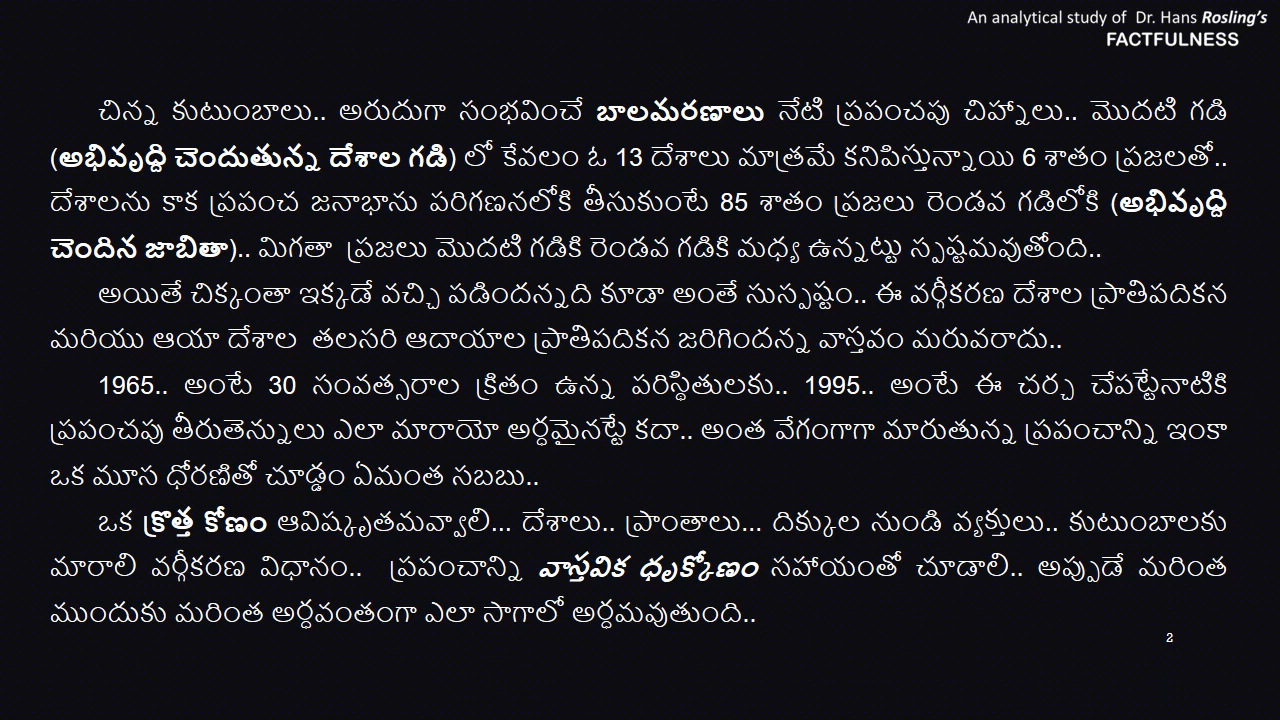 An analytical study of Dr. Hans Rosling's
FACTFULNESS
చిన్న కుటుంబాలు.. అరుదుగా సంభవించే బాలమరణాలు నేటి ప్రపంచపు చిహ్నాలు.. మొదటి గడి
(అభివృద్ది చెందుతున్న దేశాల గడి) లో కేవలం ఓ 13 దేశాలు మాత్రమే కనిపిస్తున్నాయి 6 శాతం ప్రజలతో..
దేశాలను కాక ప్రపంచ జనాభాను పరిగణనలోకి తీసుకుంటే 85 శాతం ప్రజలు రెండవ గడిలోకి (అభివృద్ది
చెందిన జాబితా).. మిగతా ప్రజలు మొదటి గడికి రెండవ గడికి మధ్య ఉన్నట్టు స్పష్టమవుతోంది..
అయితే చిక్కంతా ఇక్కడే వచ్చి పడిందన్నది కూడా అంతే సుస్పష్టం.. ఈ వర్గీకరణ దేశాల ప్రాతిపదికన
మరియు ఆయా దేశాల తలసరి ఆదాయాల ప్రాతిపదికన జరిగిందన్న వాస్తవం మరువరాదు..
1965.. అంటే 30 సంవత్సరాల క్రితం ఉన్న పరిస్థితులకు.. 1995.. అంటే ఈ చర్చ చేపట్టేనాటికి
ప్రపంచపు తీరుతెన్నులు ఎలా మారాయో అర్ధమైనట్టే కదా.. అంత వేగంగాగా మారుతున్న ప్రపంచాన్ని ఇంకా
ఒక మూస ధోరణితో చూడ్డం ఏమంత సబబు..
ఒక క్రొత్త కోణం ఆవిష్కృతమవ్వాలి... దేశాలు.. ప్రాంతాలు... దిక్కుల నుండి వ్యక్తులు.. కుటుంబాలకు
మారాలి వర్గీకరణ విధానం.. ప్రపంచాన్ని వాస్తవిక ధృక్కోణం సహాయంతో చూడాలి.. అప్పుడే మరింత
ముందుకు మరింత అర్ధవంతంగా ఎలా సాగాలో అర్ధమవుతుంది..
2